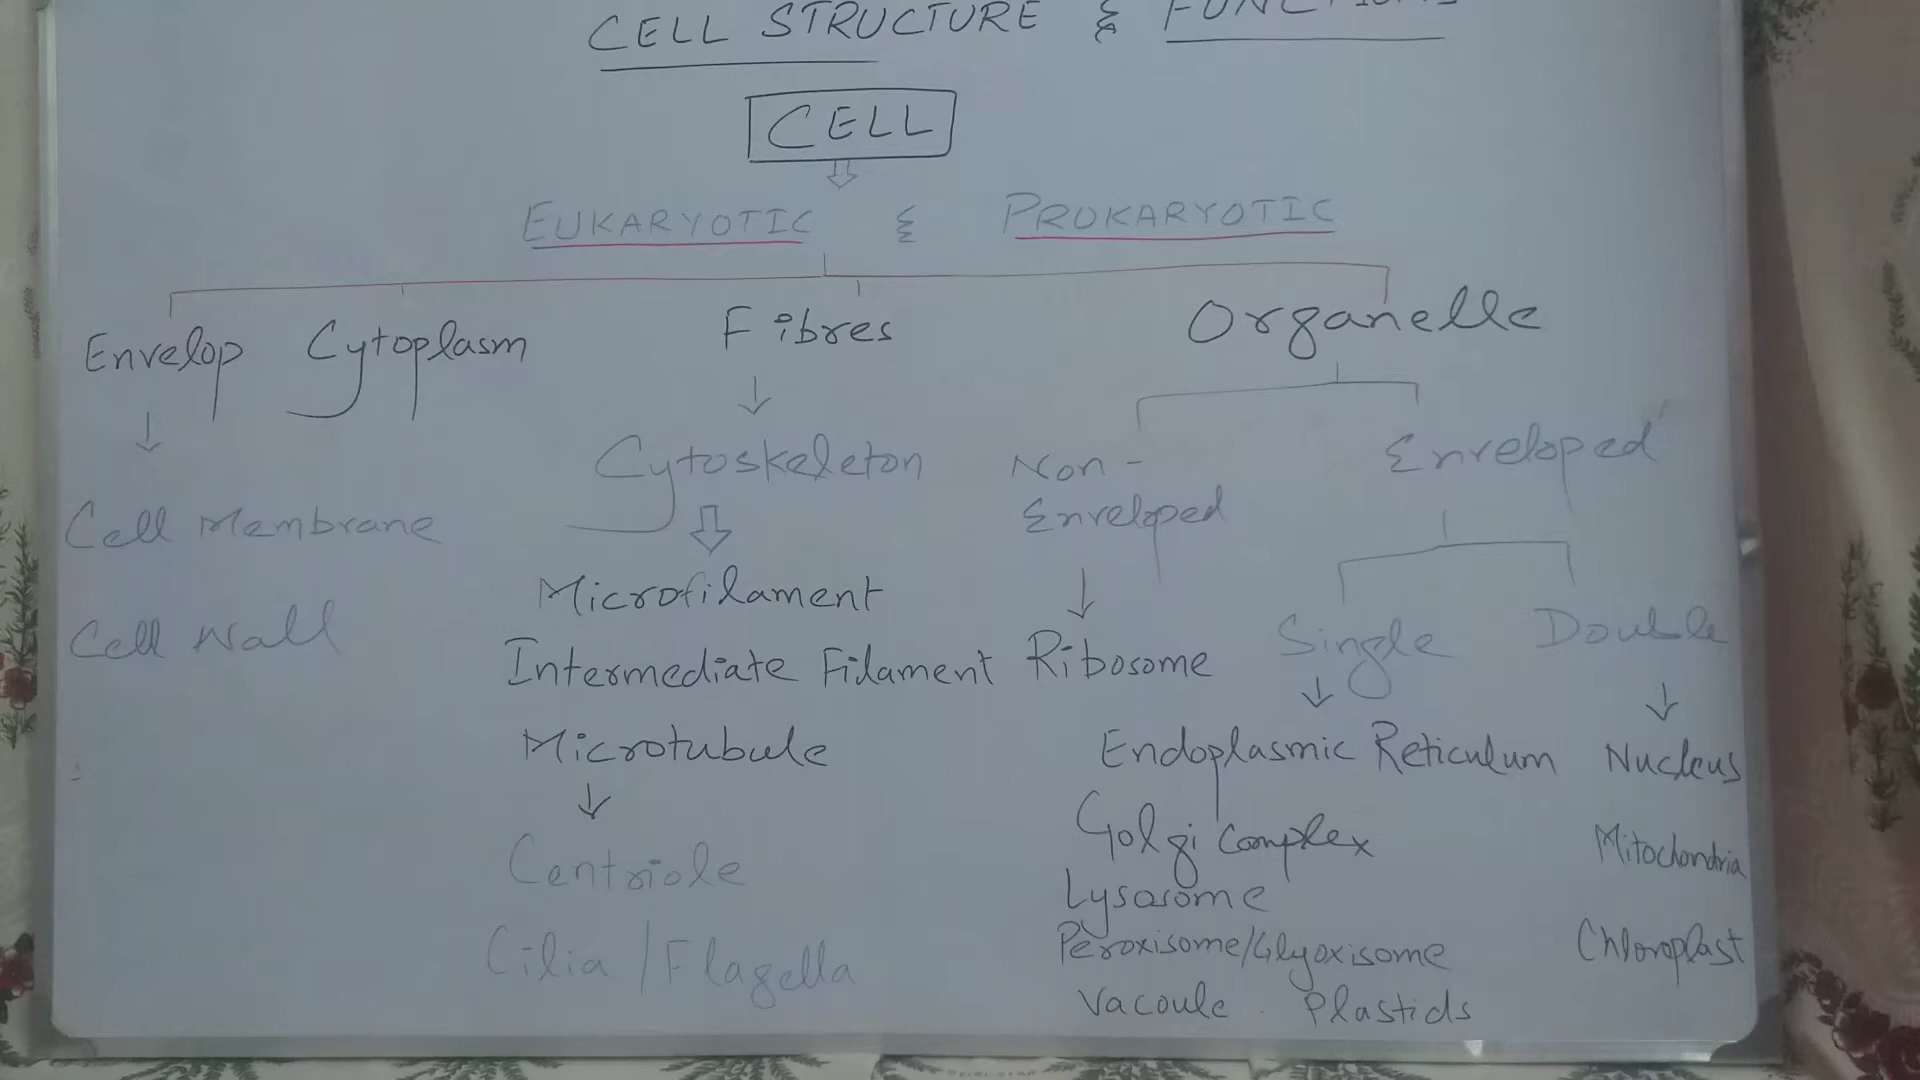 CELL STRUCTURE & FUNCTIONS
CELL
EUKARYOTIC & PROKARYOTIC
Envelop Cytoplasm Fibres Organelle
Cytoskeleton Non-
Enveloped
Enveloped
Cell Membrane
Cell Wall
Microfilament
Intermediate Filament
Microtubule
Centriole
Cilia / Flagella
Ribosome
Single Double
Endoplasmic Reticulum
Golgi Complex
Lysosome
Peroxisome/Glyoxisome
Vacoule . Plastids
Nucleus
Mitochondria
Chloroplast